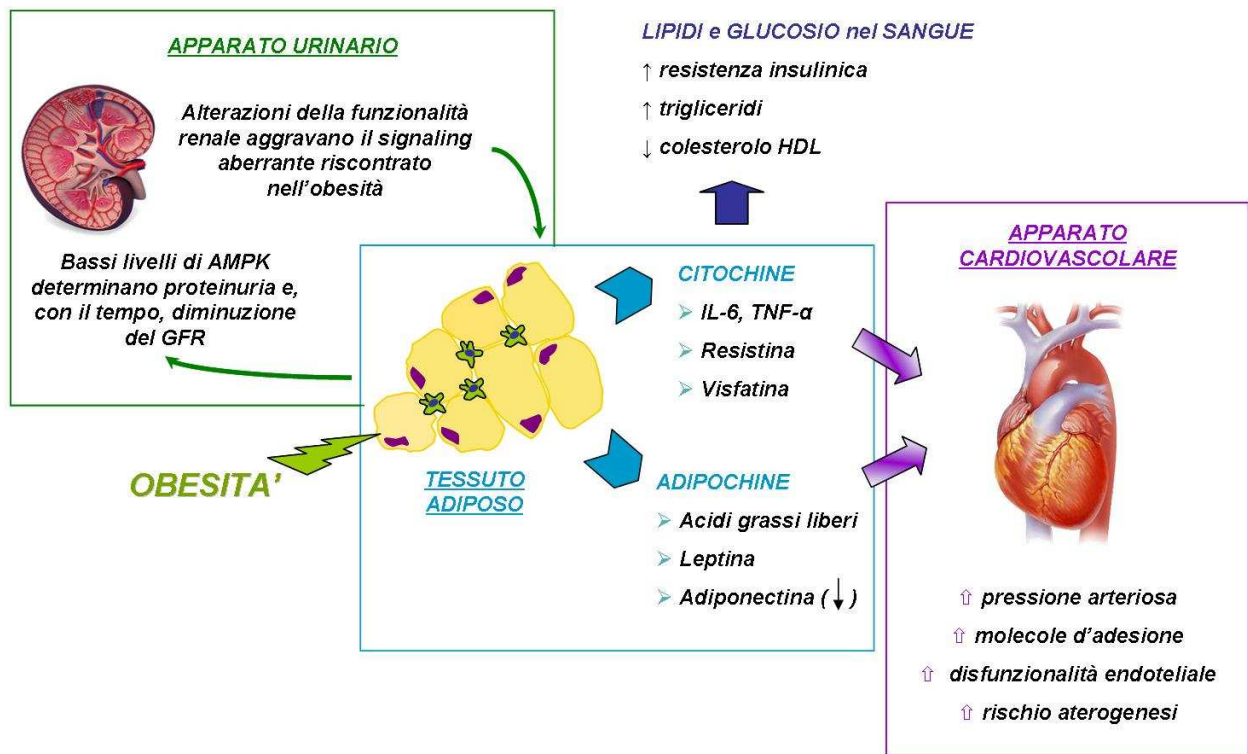 APPARATO URINARIO
Alterazioni della funzionalità
renale aggravano il signaling
aberrante riscontrato
nell'obesità
Bassi livelli di AMPK
determinano proteinuria e,
con il tempo, diminuzione
del GFR
OBESITA'
TESSUTO
ADIPOSO
LIPIDI e GLUCOSIO nel SANGUE
↑ resistenza insulinica
↑ trigliceridi
↓ colesterolo HDL
CITOCHINE
➢ IL-6, TNF-α
➢ Resistina
➢ Visfatina
ADIPOCHINE
➢ Acidi grassi liberi
➢ Leptina
➢ Adiponectina (↓)
APPARATO
CARDIOVASCOLARE
⇧ pressione arteriosa
⇧ molecole d'adesione
⇧ disfunzionalità endoteliale
⇧ rischio aterogenesi